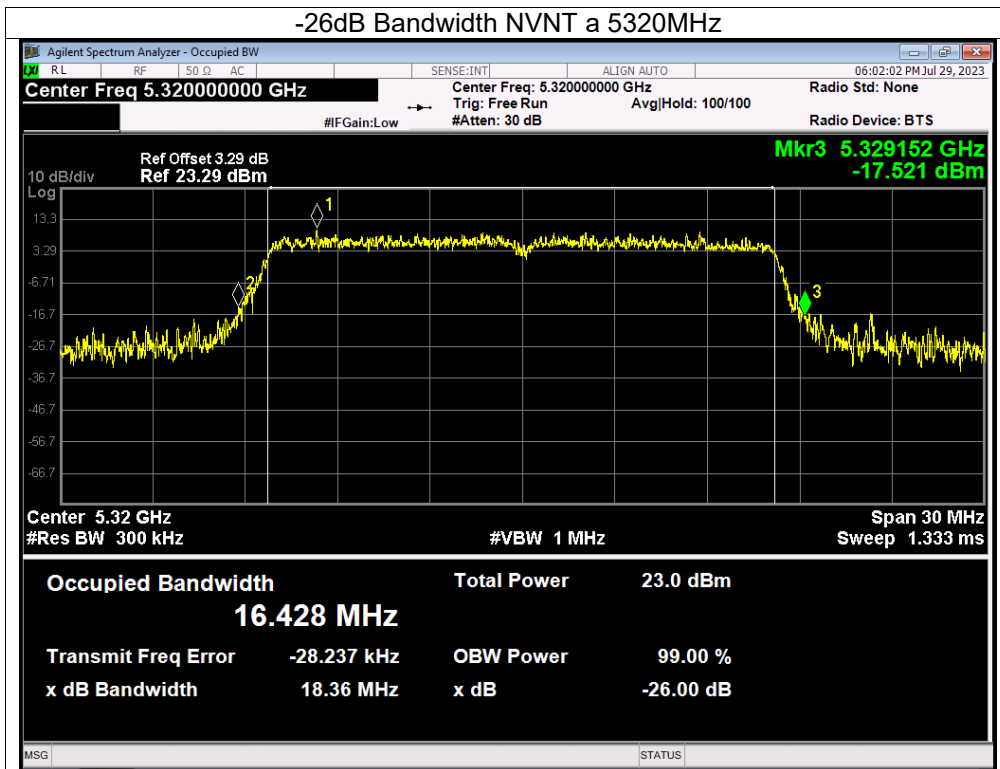 -26dB Bandwidth NVNT a 5320MHz
Agilent Spectrum Analyzer - Occupied BW
LXI RL RF 50 Ω AC SENSE:INT ALIGN AUTO 06:02:02 PM Jul 29, 2023
Center Freq 5.320000000 GHz Center Freq: 5.320000000 GHz Radio Std: None
Trig: Free Run Avg|Hold: 100/100
#IFGain:Low #Atten: 30 dB Radio Device: BTS
Mkr3 5.329152 GHz
-17.521 dBm
Ref Offset 3.29 dB
10 dB/div Ref 23.29 dBm
Log
1
13.3
3.29
-6.71
2
3
-16.7
-26.7
-36.7
-46.7
-56.7
-66.7
Center 5.32 GHz Span 30 MHz
#Res BW 300 kHz #VBW 1 MHz Sweep 1.333 ms
Occupied Bandwidth Total Power 23.0 dBm
16.428 MHz
Transmit Freq Error -28.237 kHz OBW Power 99.00 %
x dB Bandwidth 18.36 MHz x dB -26.00 dB
MSG STATUS